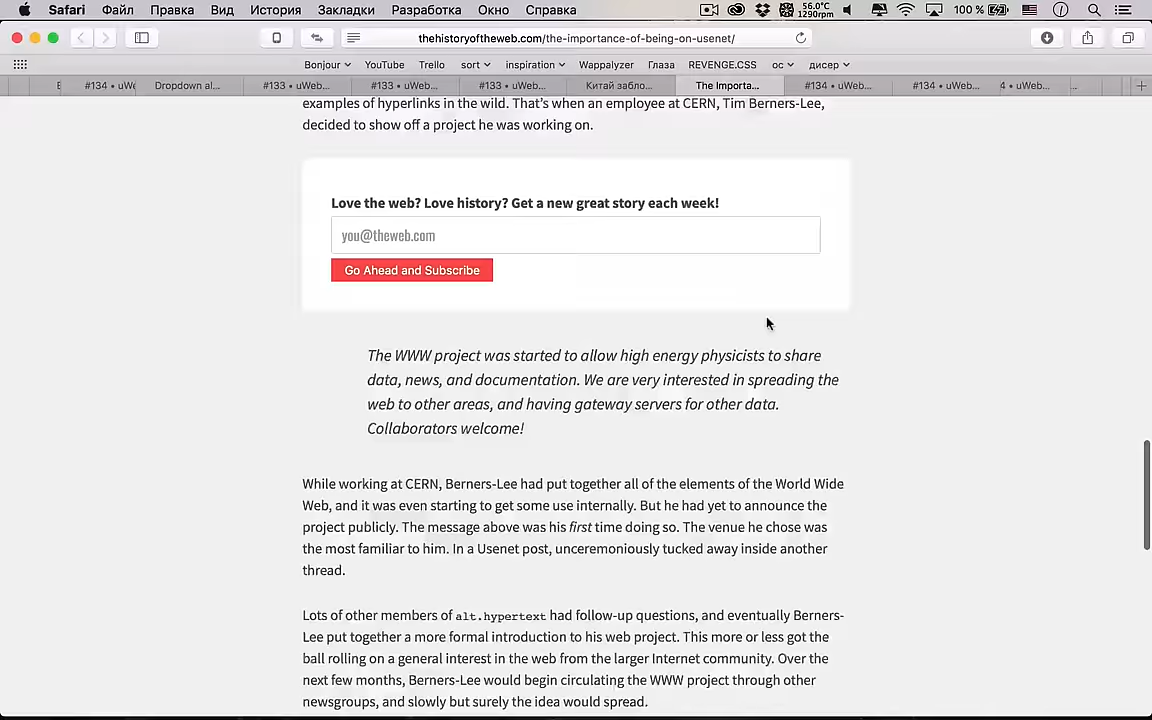 Safari Файл Правка Вид История Закладки Разработка Окно Справка 56.0°C 1290rpm 100 %
thehistoryoftheweb.com/the-importance-of-being-on-usenet/
Bonjour YouTube Trello sort inspiration Wappalyzer Глаза REVENGE.CSS ос дисер
#134 • uWe Dropdown al... #133 • uWeb... #133 • uWeb... #133 • uWeb... Китай забло... The Importa... #134 • uWeb... #134 • uWeb... 4 • uWeb... ...
examples of hyperlinks in the wild. That’s when an employee at CERN, Tim Berners-Lee,
decided to show off a project he was working on.
Love the web? Love history? Get a new great story each week!
you@theweb.com
Go Ahead and Subscribe
The WWW project was started to allow high energy physicists to share
data, news, and documentation. We are very interested in spreading the
web to other areas, and having gateway servers for other data.
Collaborators welcome!
While working at CERN, Berners-Lee had put together all of the elements of the World Wide
Web, and it was even starting to get some use internally. But he had yet to announce the
project publicly. The message above was his first time doing so. The venue he chose was
the most familiar to him. In a Usenet post, unceremoniously tucked away inside another
thread.
Lots of other members of alt.hypertext had follow-up questions, and eventually Berners-
Lee put together a more formal introduction to his web project. This more or less got the
ball rolling on a general interest in the web from the larger Internet community. Over the
next few months, Berners-Lee would begin circulating the WWW project through other
newsgroups, and slowly but surely the idea would spread.